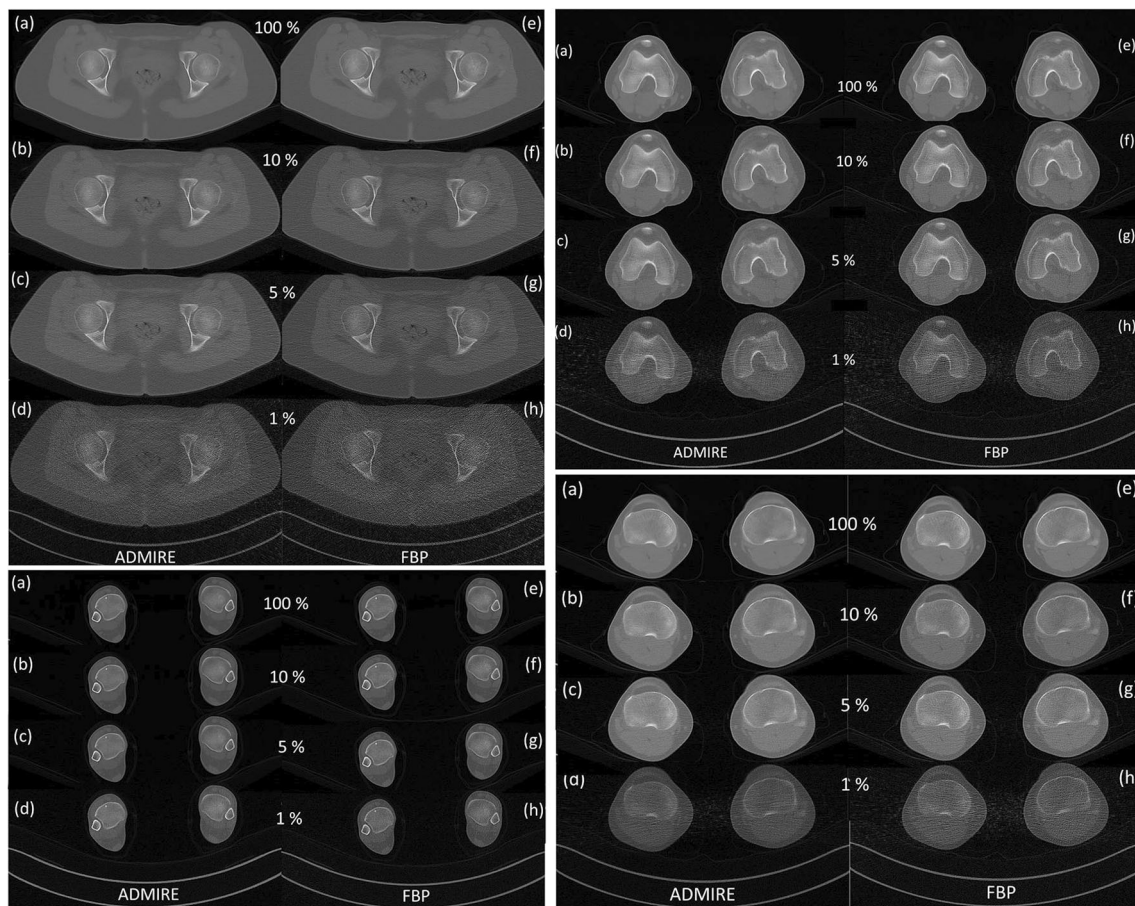 (a) 100 % (e)
(b) 10 % (f)
(c) 5 % (g)
(d) 1 % (h)
ADMIRE FBP
(a) (e)
100 %
(b) 10 % (f)
c) 5 % (g)
(d) 1 % (h)
ADMIRE FBP
(a) 100 % (e)
(b) 10 % (f)
(c) 5 % (g)
(d) 1 % (h)
ADMIRE FBP
(a) 100 % (e)
(b) 10 % (f)
(c) 5 % (g)
(d) 1 % (h)
ADMIRE FBP